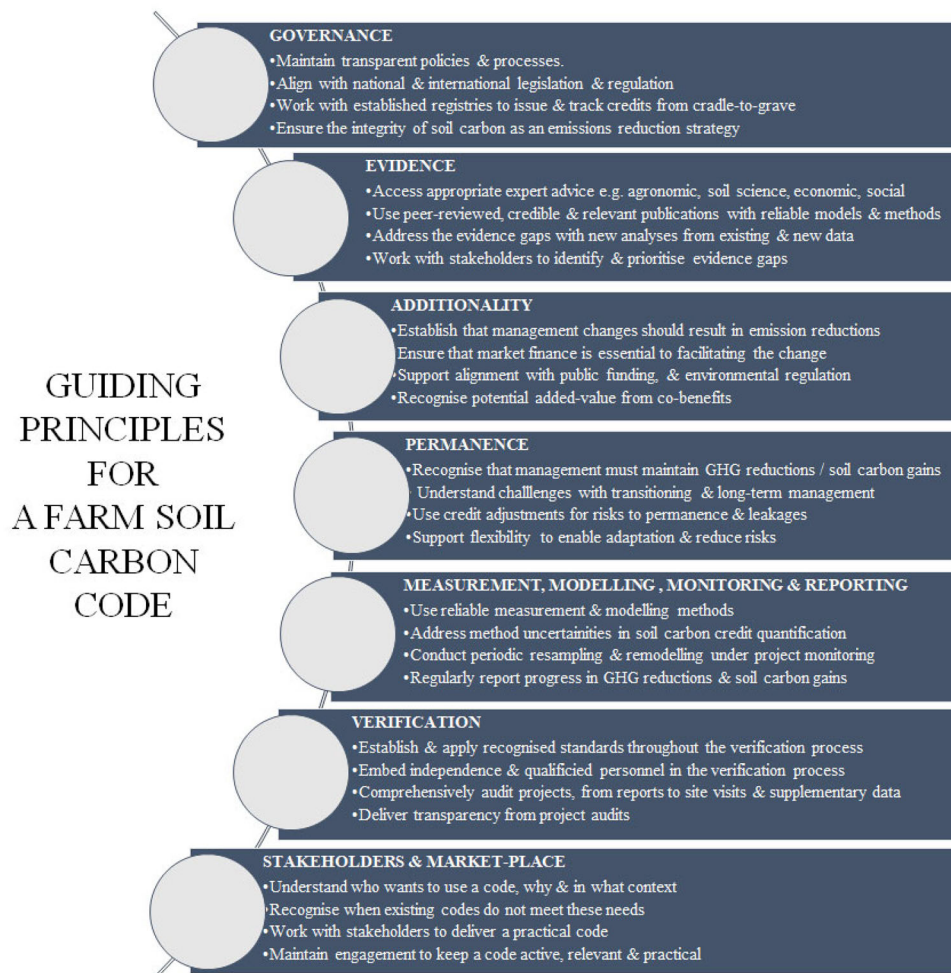 GUIDING
PRINCIPLES
FOR
A FARM SOIL
CARBON
CODE
GOVERNANCE
•Maintain transparent policies & processes.
•Align with national & international legislation & regulation
•Work with established registries to issue & track credits from cradle-to-grave
•Ensure the integrity of soil carbon as an emissions reduction strategy
EVIDENCE
•Access appropriate expert advice e.g. agronomic, soil science, economic, social
•Use peer-reviewed, credible & relevant publications with reliable models & methods
•Address the evidence gaps with new analyses from existing & new data
•Work with stakeholders to identify & prioritise evidence gaps
ADDITIONALITY
•Establish that management changes should result in emission reductions
Ensure that market finance is essential to facilitating the change
•Support alignment with public funding, & environmental regulation
•Recognise potential added-value from co-benefits
PERMANENCE
•Recognise that management must maintain GHG reductions / soil carbon gains
• Understand challlenges with transitioning & long-term management
•Use credit adjustments for risks to permanence & leakages
•Support flexibility to enable adaptation & reduce risks
MEASUREMENT, MODELLING , MONITORING & REPORTING
•Use reliable measurement & modelling methods
•Address method uncertainities in soil carbon credit quantification
•Conduct periodic resampling & remodelling under project monitoring
•Regularly report progress in GHG reductions & soil carbon gains
VERIFICATION
•Establish & apply recognised standards throughout the verification process
•Embed independence & qualificied personnel in the verification process
•Comprehensively audit projects, from reports to site visits & supplementary data
•Deliver transparency from project audits
STAKEHOLDERS & MARKET-PLACE
•Understand who wants to use a code, why & in what context
•Recognise when existing codes do not meet these needs
•Work with stakeholders to deliver a practical code
•Maintain engagement to keep a code active, relevant & practical